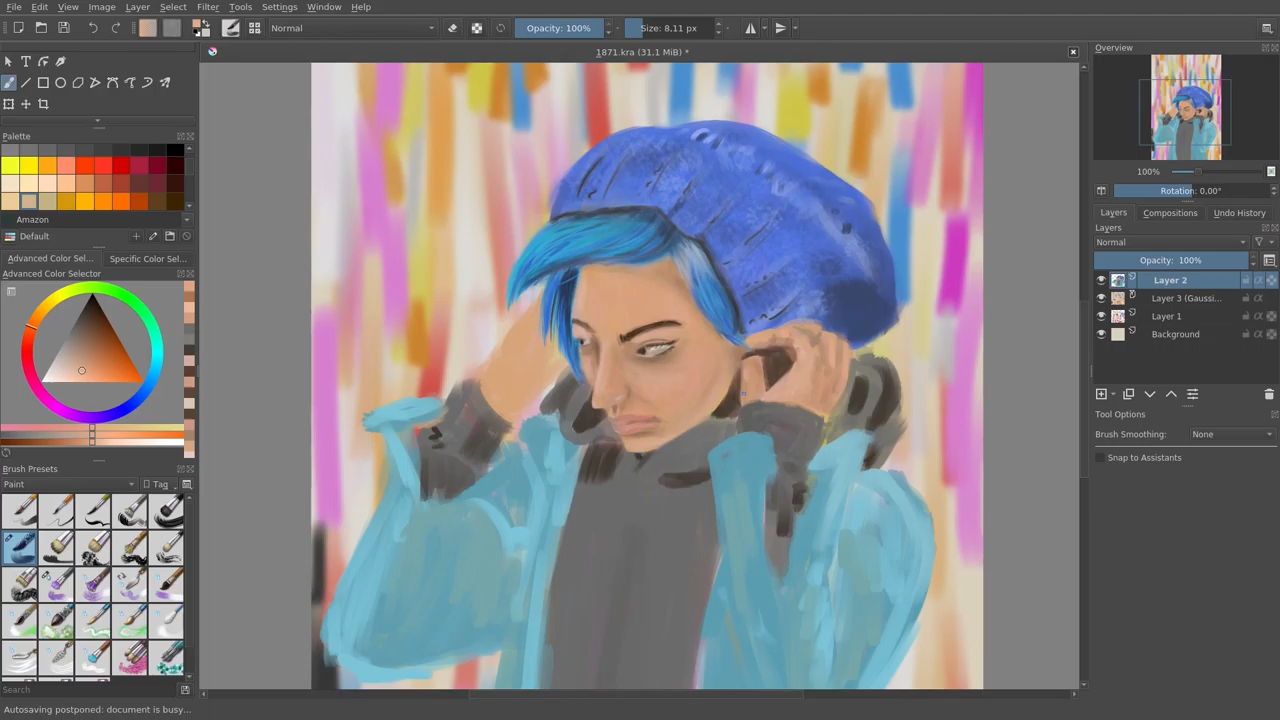 File Edit View Image Layer Select Filter Tools Settings Window Help
Normal Opacity: 100% Size: 8,11 px
1871.kra (31,1 MiB) *
Overview
100%
Rotation: 0,00°
Palette
Amazon
Default
Advanced Color Sel... Specific Color Sel...
Advanced Color Selector
Brush Presets
Paint Tag
Search
Autosaving postponed: document is busy...
Layers Compositions Undo History
Layers
Normal
Opacity: 100%
Layer 2
Layer 3 (Gaussi...
Layer 1
Background
Tool Options
Brush Smoothing: None
Snap to Assistants